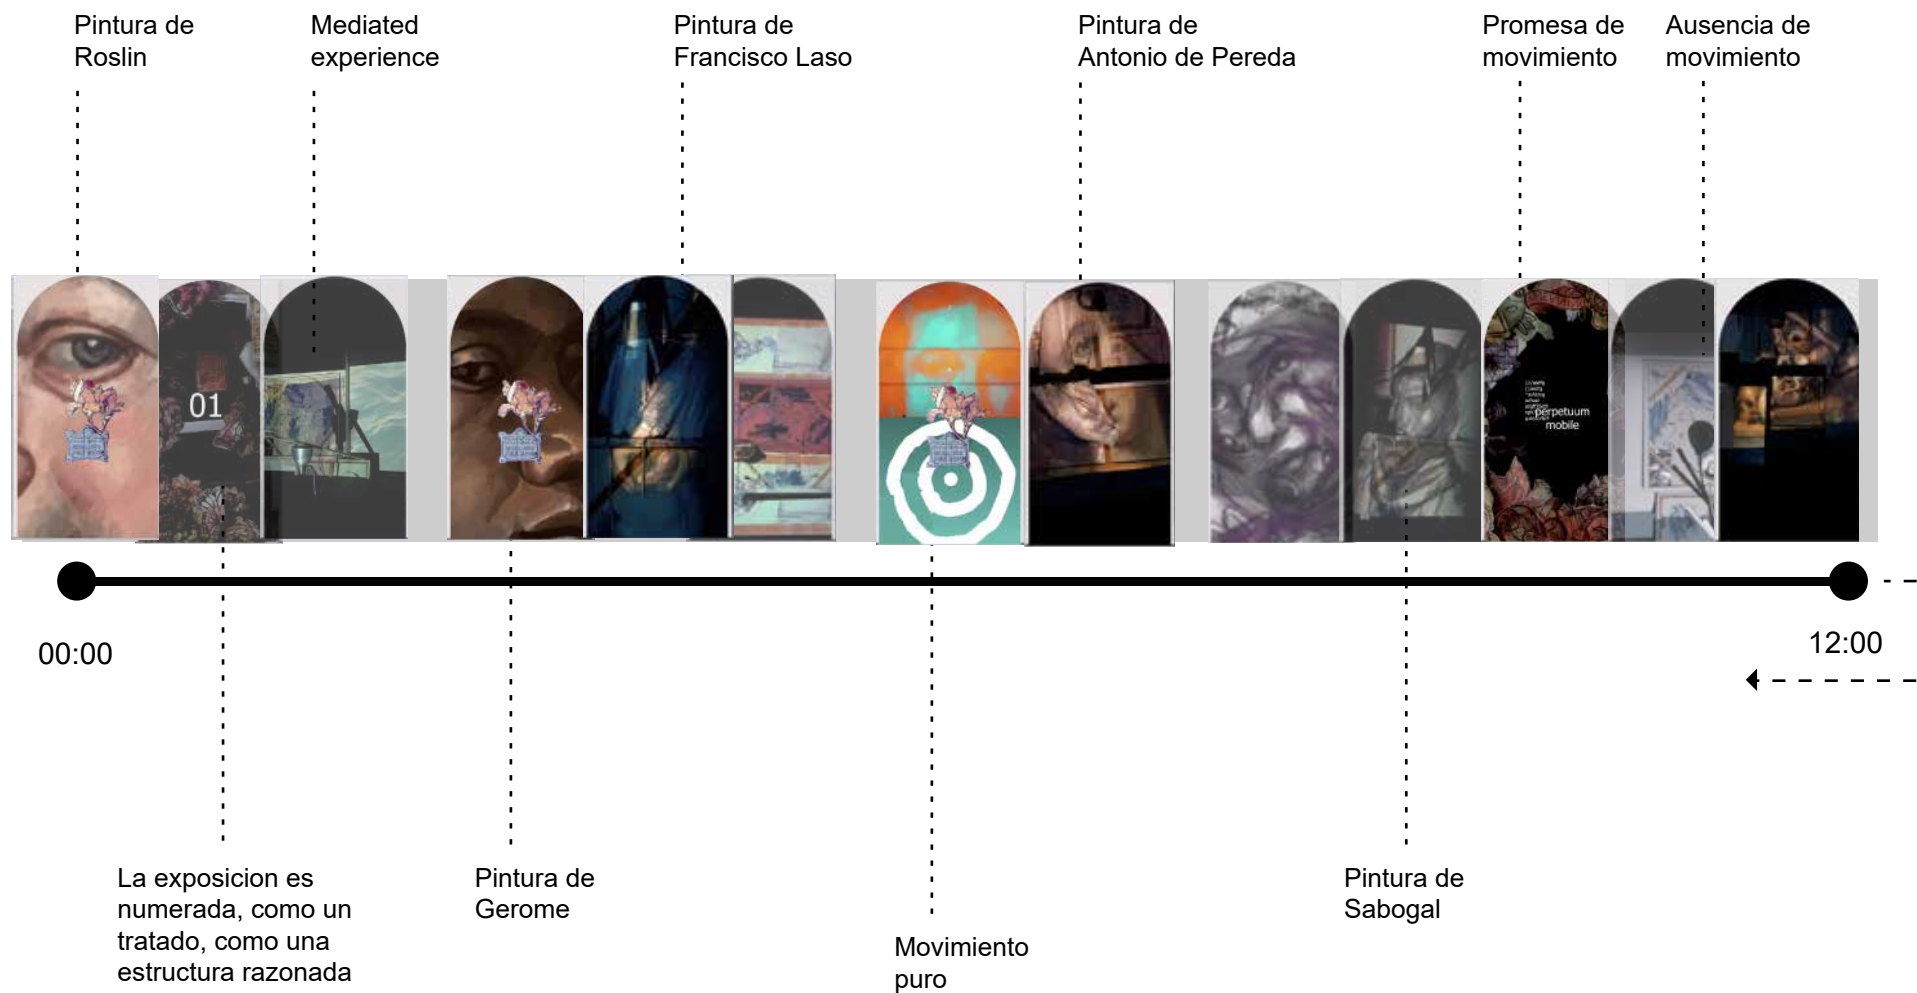 Pintura de
Roslin
Mediated
experience
Pintura de
Francisco Laso
Pintura de
Antonio de Pereda
Promesa de
movimiento
Ausencia de
movimiento
01
perpetuum
mobile
00:00
12:00
La exposicion es
numerada, como un
tratado, como una
estructura razonada
Pintura de
Gerome
Movimiento
puro
Pintura de
Sabogal